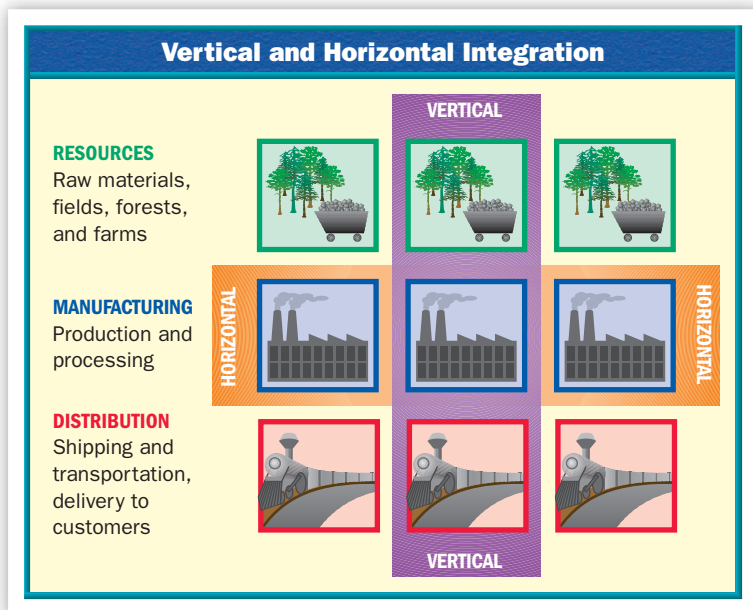 Vertical and Horizontal Integration
VERTICAL
RESOURCES
Raw materials,
fields, forests,
and farms
HORIZONTAL
HORIZONTAL
MANUFACTURING
Production and
processing
DISTRIBUTION
Shipping and
transportation,
delivery to
customers
VERTICAL